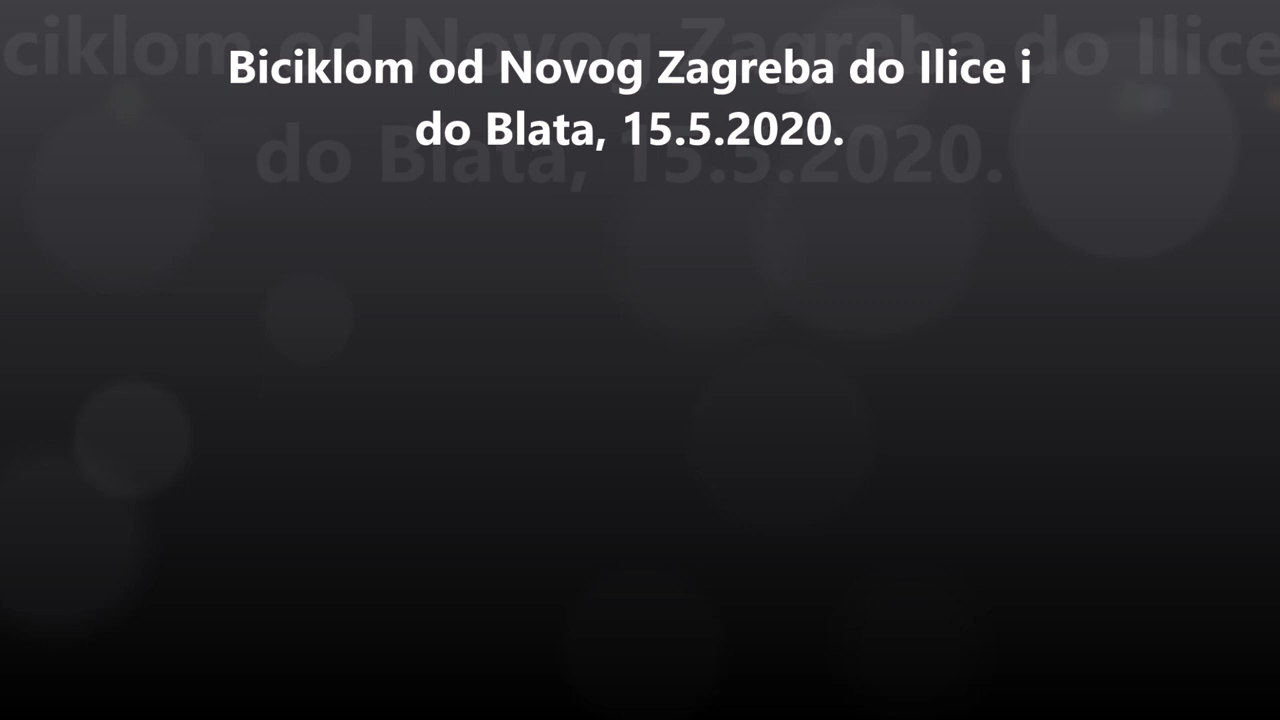 Biciklom od Novog Zagreba do Ilice i
do Blata, 15.5.2020.